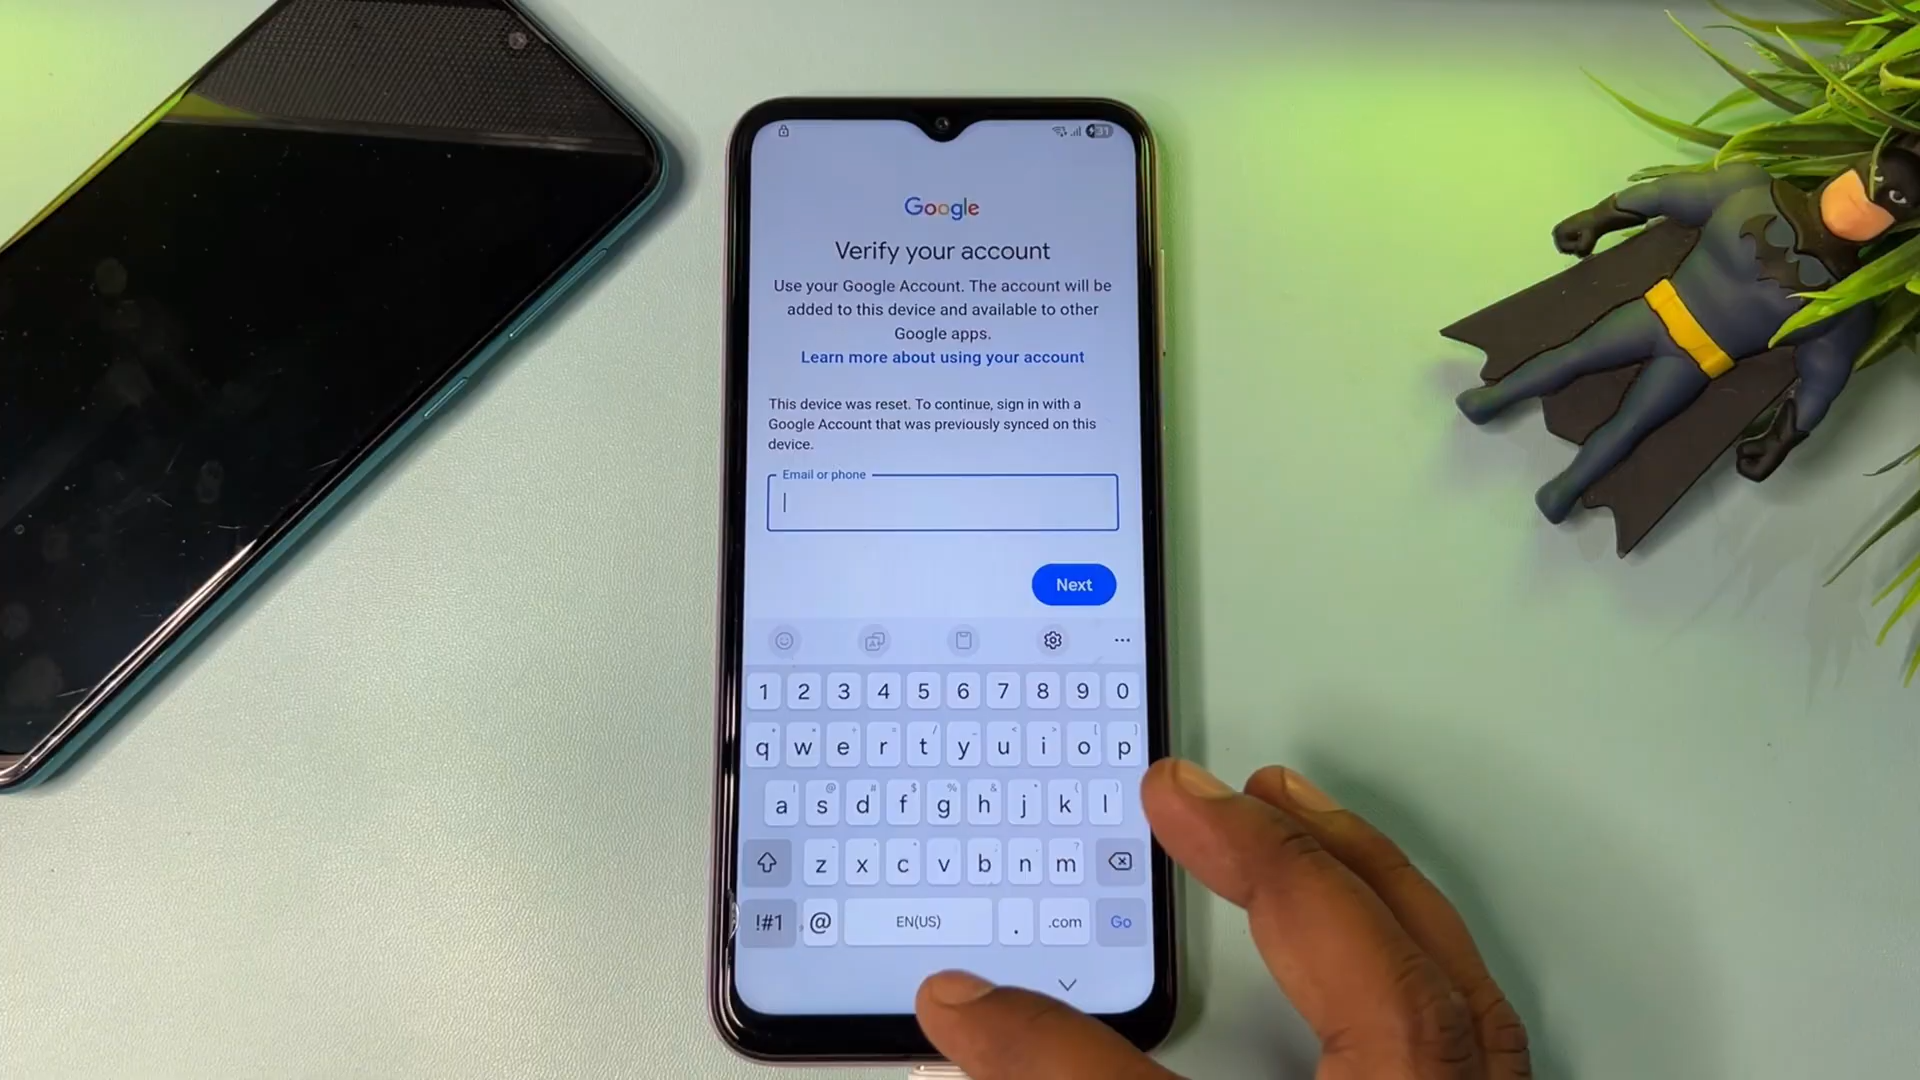 31
Google
Verify your account
Use your Google Account. The account will be
added to this device and available to other
Google apps.
Learn more about using your account
This device was reset. To continue, sign in with a
Google Account that was previously synced on this
device.
Email or phone
Next
1 2 3 4 5 6 7 8 9 0
q w e r t y u i o p
a s d f g h j k l
z x c v b n m
!#1 , @ EN(US) . .com Go